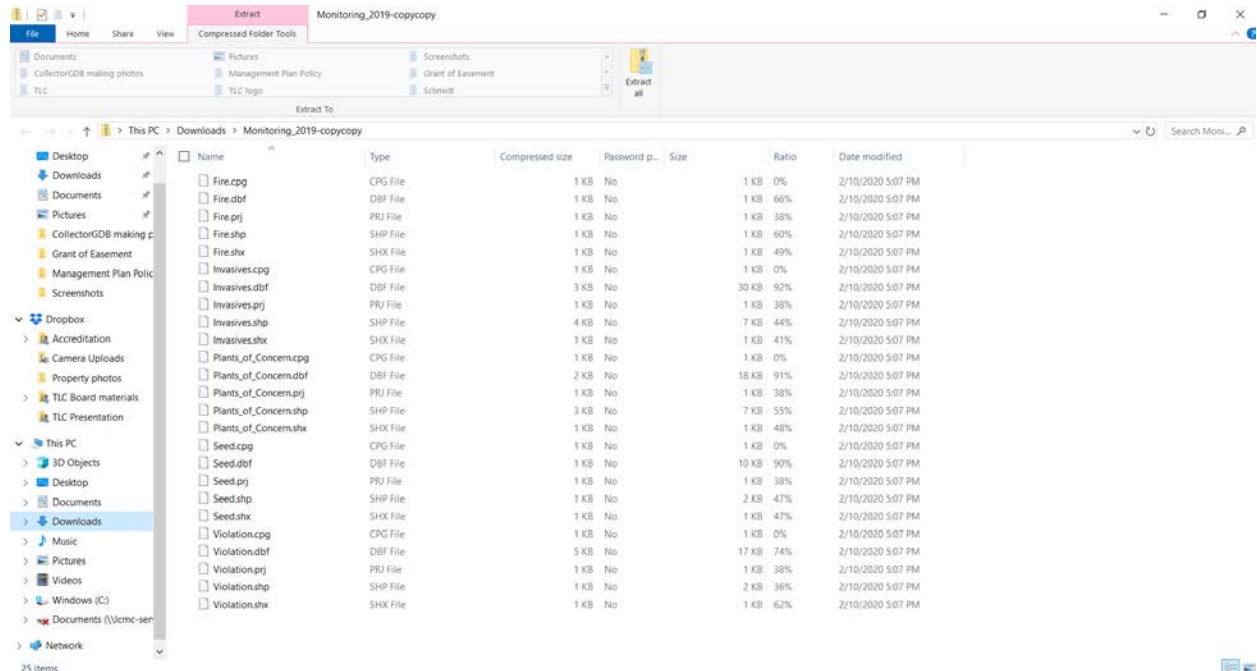 Extract Monitoring_2019-copycopy
File Home Share View Compressed Folder Tools
Documents Pictures Screenshots
CollectorGDB making photos Management Plan Policy Grant of Easement
TLC TLC logo Schmidt
Extract all
Extract To
This PC > Downloads > Monitoring_2019-copycopy Search Moni...
Desktop Name Type Compressed size Password p... Size Ratio Date modified
Downloads Fire.cpg CPG File 1 KB No 1 KB 0% 2/10/2020 5:07 PM
Documents Fire.dbf DBF File 1 KB No 1 KB 66% 2/10/2020 5:07 PM
Pictures Fire.prj PRJ File 1 KB No 1 KB 38% 2/10/2020 5:07 PM
CollectorGDB making p Fire.shp SHP File 1 KB No 1 KB 60% 2/10/2020 5:07 PM
Grant of Easement Fire.shx SHX File 1 KB No 1 KB 49% 2/10/2020 5:07 PM
Management Plan Polic Invasives.cpg CPG File 1 KB No 1 KB 0% 2/10/2020 5:07 PM
Screenshots Invasives.dbf DBF File 3 KB No 30 KB 92% 2/10/2020 5:07 PM
Invasives.prj PRJ File 1 KB No 1 KB 38% 2/10/2020 5:07 PM
Dropbox Invasives.shp SHP File 4 KB No 7 KB 44% 2/10/2020 5:07 PM
Accreditation Invasives.shx SHX File 1 KB No 1 KB 41% 2/10/2020 5:07 PM
Camera Uploads Plants_of_Concern.cpg CPG File 1 KB No 1 KB 0% 2/10/2020 5:07 PM
Property photos Plants_of_Concern.dbf DBF File 2 KB No 18 KB 91% 2/10/2020 5:07 PM
TLC Board materials Plants_of_Concern.prj PRJ File 1 KB No 1 KB 38% 2/10/2020 5:07 PM
TLC Presentation Plants_of_Concern.shp SHP File 3 KB No 7 KB 55% 2/10/2020 5:07 PM
Plants_of_Concern.shx SHX File 1 KB No 1 KB 48% 2/10/2020 5:07 PM
This PC Seed.cpg CPG File 1 KB No 1 KB 0% 2/10/2020 5:07 PM
3D Objects Seed.dbf DBF File 1 KB No 10 KB 90% 2/10/2020 5:07 PM
Desktop Seed.prj PRJ File 1 KB No 1 KB 38% 2/10/2020 5:07 PM
Documents Seed.shp SHP File 1 KB No 2 KB 47% 2/10/2020 5:07 PM
Downloads Seed.shx SHX File 1 KB No 1 KB 47% 2/10/2020 5:07 PM
Music Violation.cpg CPG File 1 KB No 1 KB 0% 2/10/2020 5:07 PM
Pictures Violation.dbf DBF File 5 KB No 17 KB 74% 2/10/2020 5:07 PM
Videos Violation.prj PRJ File 1 KB No 1 KB 38% 2/10/2020 5:07 PM
Windows (C:) Violation.shp SHP File 1 KB No 2 KB 36% 2/10/2020 5:07 PM
Documents (\\lcmc-ser Violation.shx SHX File 1 KB No 1 KB 62% 2/10/2020 5:07 PM
Network
25 items